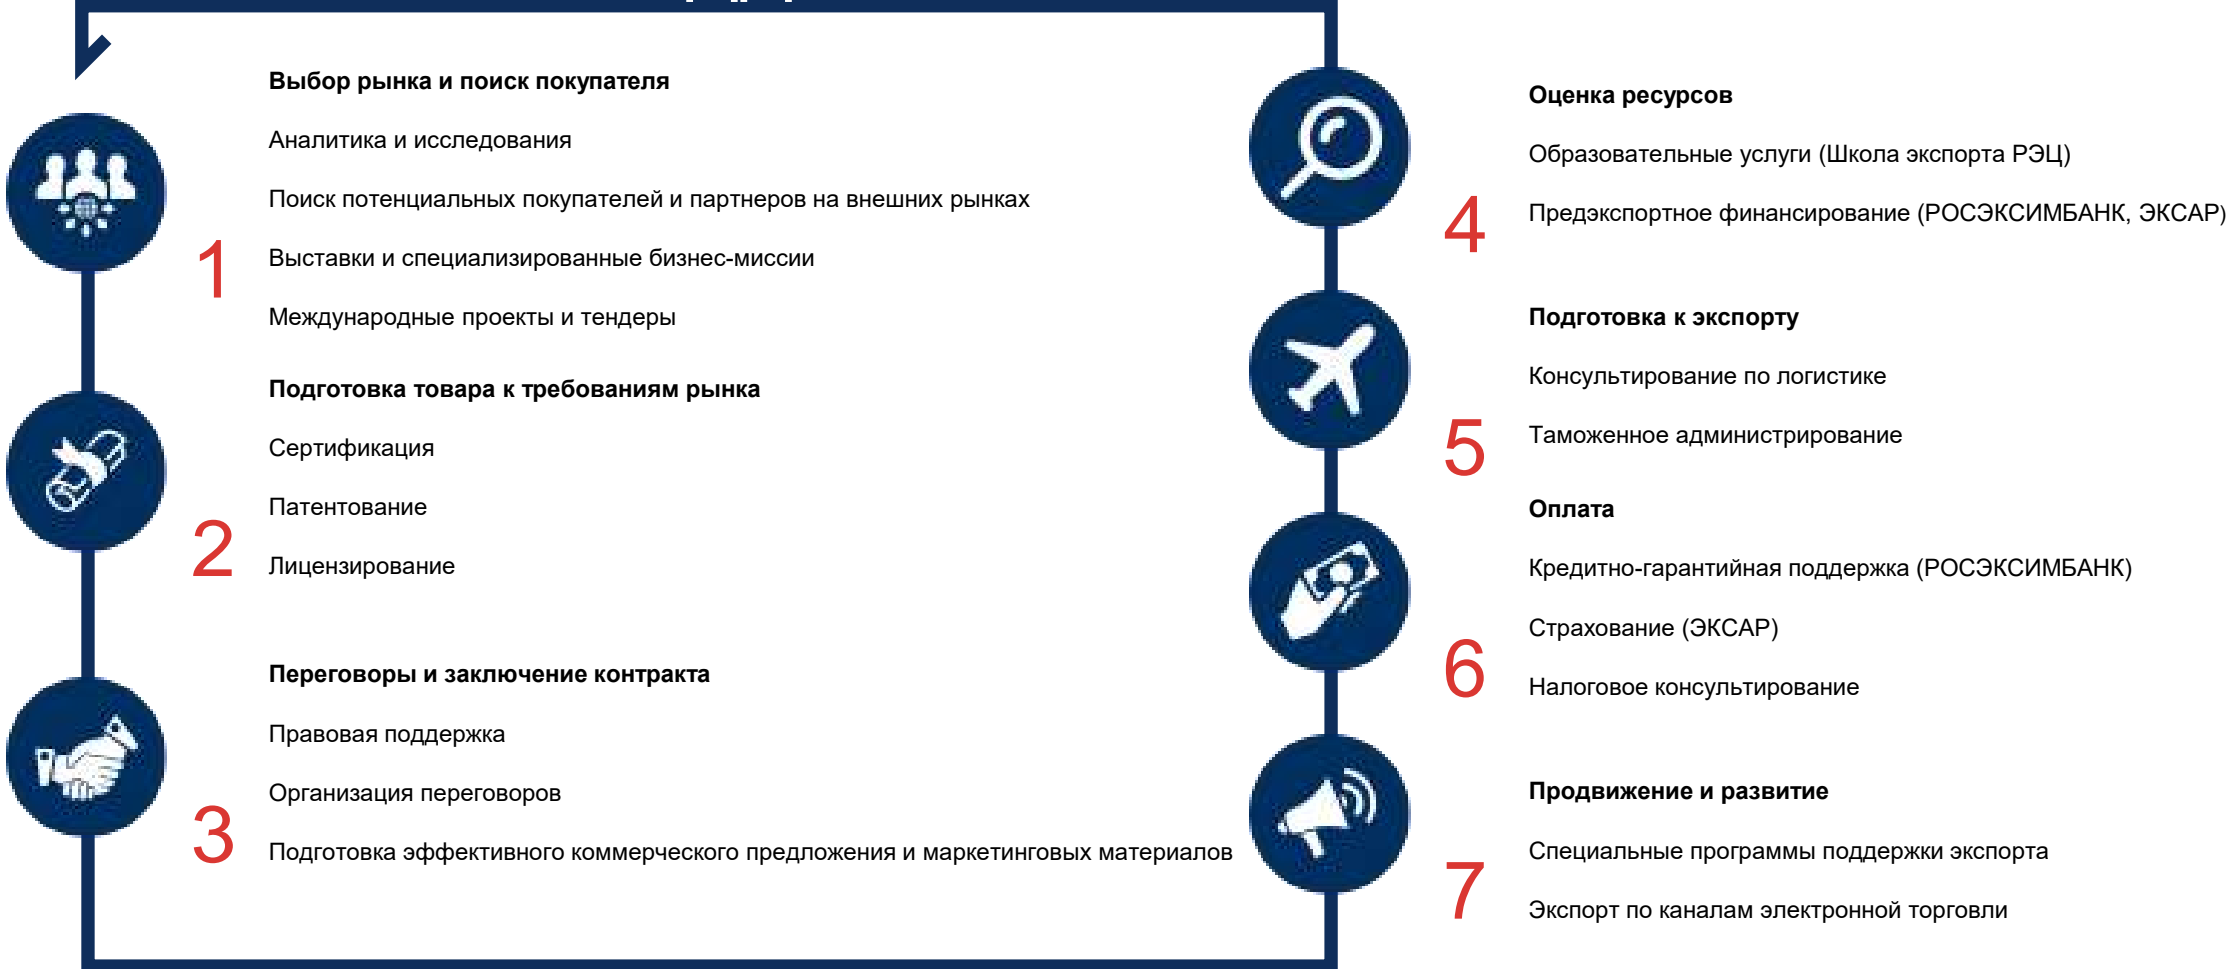 Выбор рынка и поиск покупателя
Аналитика и исследования
Поиск потенциальных покупателей и партнеров на внешних рынках
1
Выставки и специализированные бизнес-миссии
Международные проекты и тендеры
Подготовка товара к требованиям рынка
Сертификация
Патентование
2
Лицензирование
Переговоры и заключение контракта
Правовая поддержка
Организация переговоров
3
Подготовка эффективного коммерческого предложения и маркетинговых материалов
Оценка ресурсов
Образовательные услуги (Школа экспорта РЭЦ)
4
Предэкспортное финансирование (РОСЭКСИМБАНК, ЭКСАР)
Подготовка к экспорту
Консультирование по логистике
5
Таможенное администрирование
Оплата
Кредитно-гарантийная поддержка (РОСЭКСИМБАНК)
Страхование (ЭКСАР)
6
Налоговое консультирование
Продвижение и развитие
Специальные программы поддержки экспорта
7
Экспорт по каналам электронной торговли